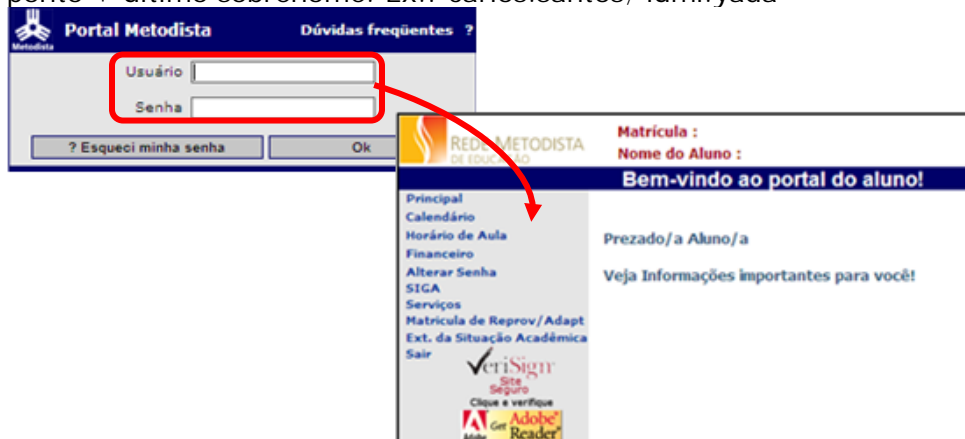 Portal Metodista
Dúvidas freqüentes ?
Metodista
Usuário
Senha
? Esqueci minha senha
Ok
REDE METODISTA
DE EDUCAÇÃO
Matrícula :
Nome do Aluno :
Bem-vindo ao portal do aluno!
Principal
Calendário
Horário de Aula
Financeiro
Alterar Senha
SIGA
Serviços
Matricula de Reprov/Adapt
Ext. da Situação Acadêmica
Sair
Prezado/a Aluno/a
Veja Informações importantes para você!
VeriSign
Site
Seguro
Clique e verifique
Get Adobe
Reader
Adobe